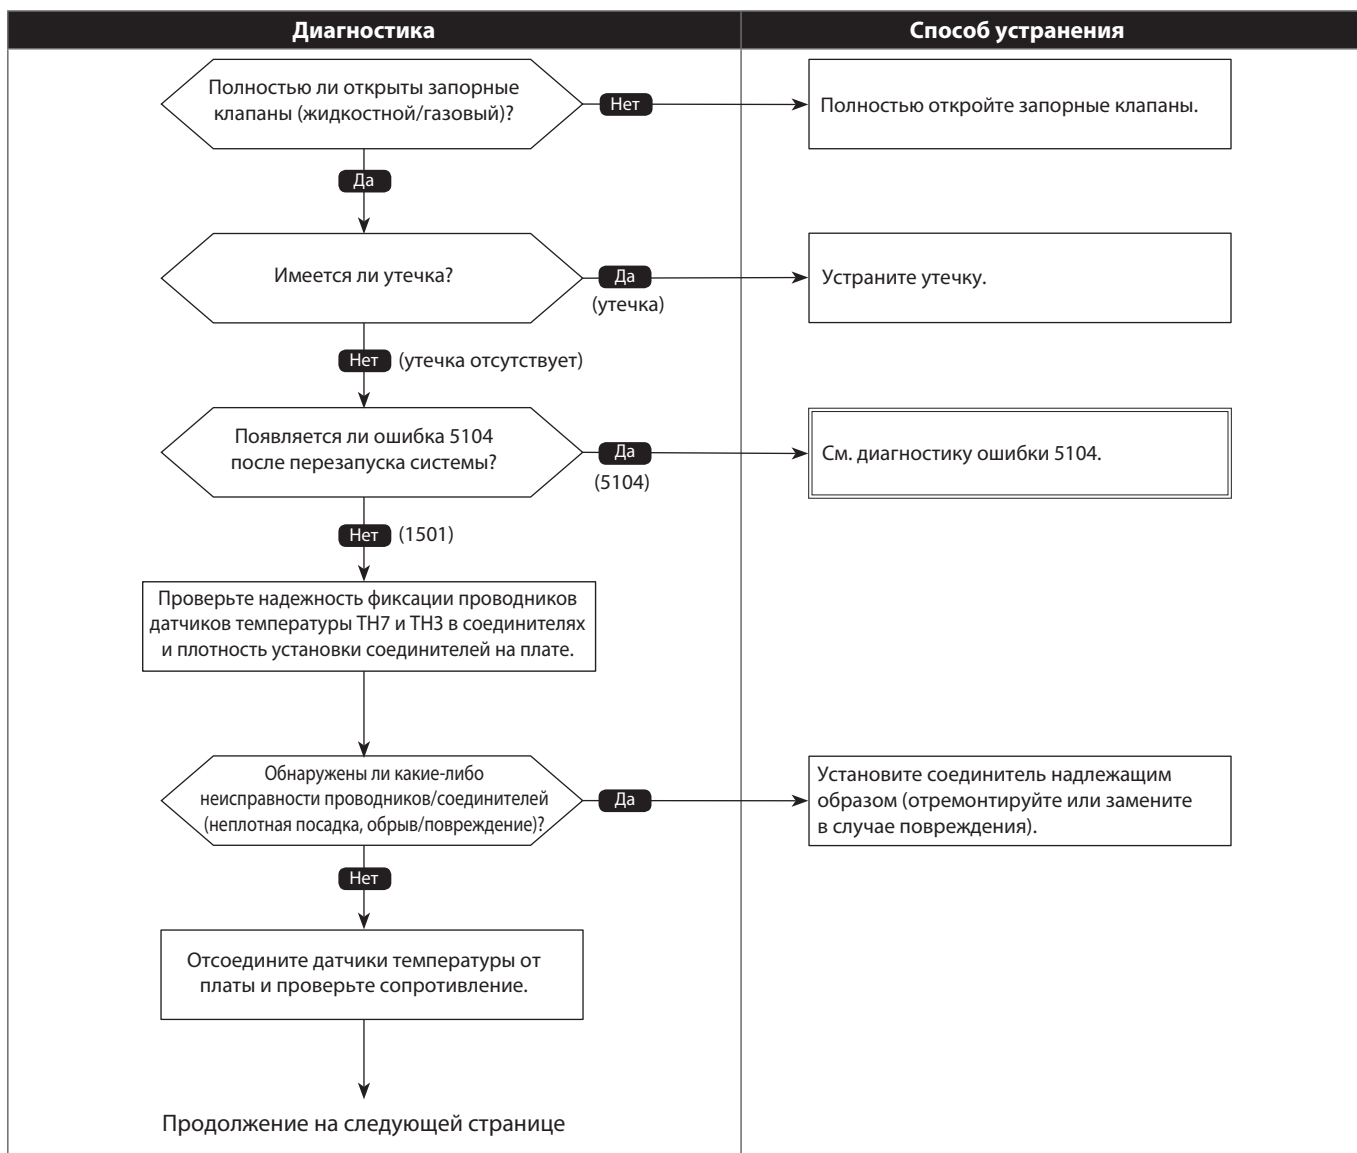 Диагностика
Способ устранения
Полностью ли открыты запорные
клапаны (жидкостной/газовый)?
Нет
Полностью откройте запорные клапаны.
Да
Имеется ли утечка?
Да
(утечка)
Устраните утечку.
Нет (утечка отсутствует)
Появляется ли ошибка 5104
после перезапуска системы?
Да
(5104)
См. диагностику ошибки 5104.
Нет (1501)
Проверьте надежность фиксации проводников
датчиков температуры TH7 и TH3 в соединителях
и плотность установки соединителей на плате.
Обнаружены ли какие-либо
неисправности проводников/соединителей
(неплотная посадка, обрыв/повреждение)?
Да
Установите соединитель надлежащим
образом (отремонтируйте или замените
в случае повреждения).
Нет
Отсоедините датчики температуры от
платы и проверьте сопротивление.
Продолжение на следующей странице